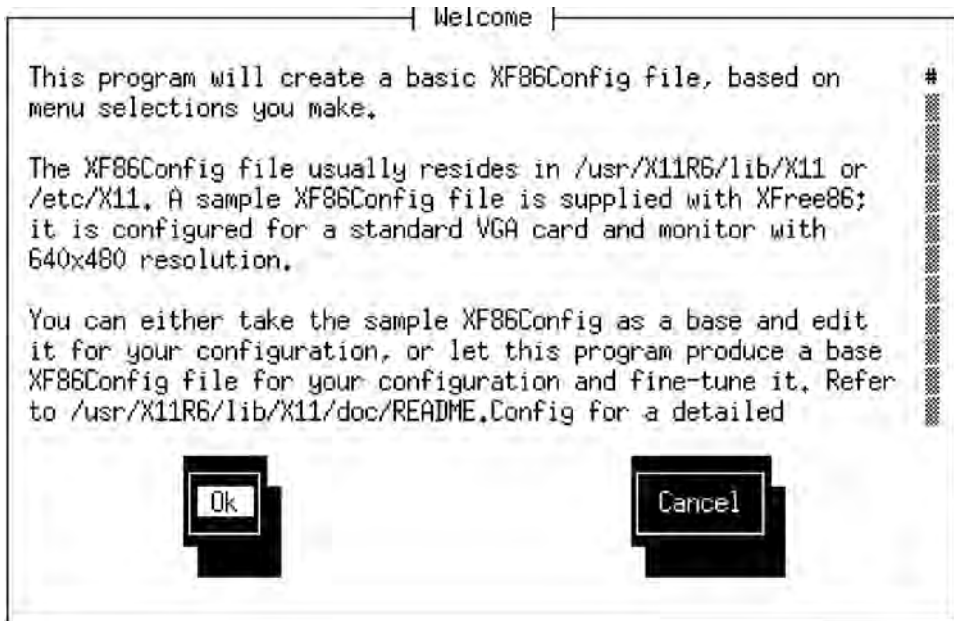 Welcome
This program will create a basic XF86Config file, based on
menu selections you make.
The XF86Config file usually resides in /usr/X11R6/lib/X11 or
/etc/X11. A sample XF86Config file is supplied with XFree86;
it is configured for a standard VGA card and monitor with
640x480 resolution.
You can either take the sample XF86Config as a base and edit
it for your configuration, or let this program produce a base
XF86Config file for your configuration and fine-tune it. Refer
to /usr/X11R6/lib/X11/doc/README.Config for a detailed
Ok Cancel